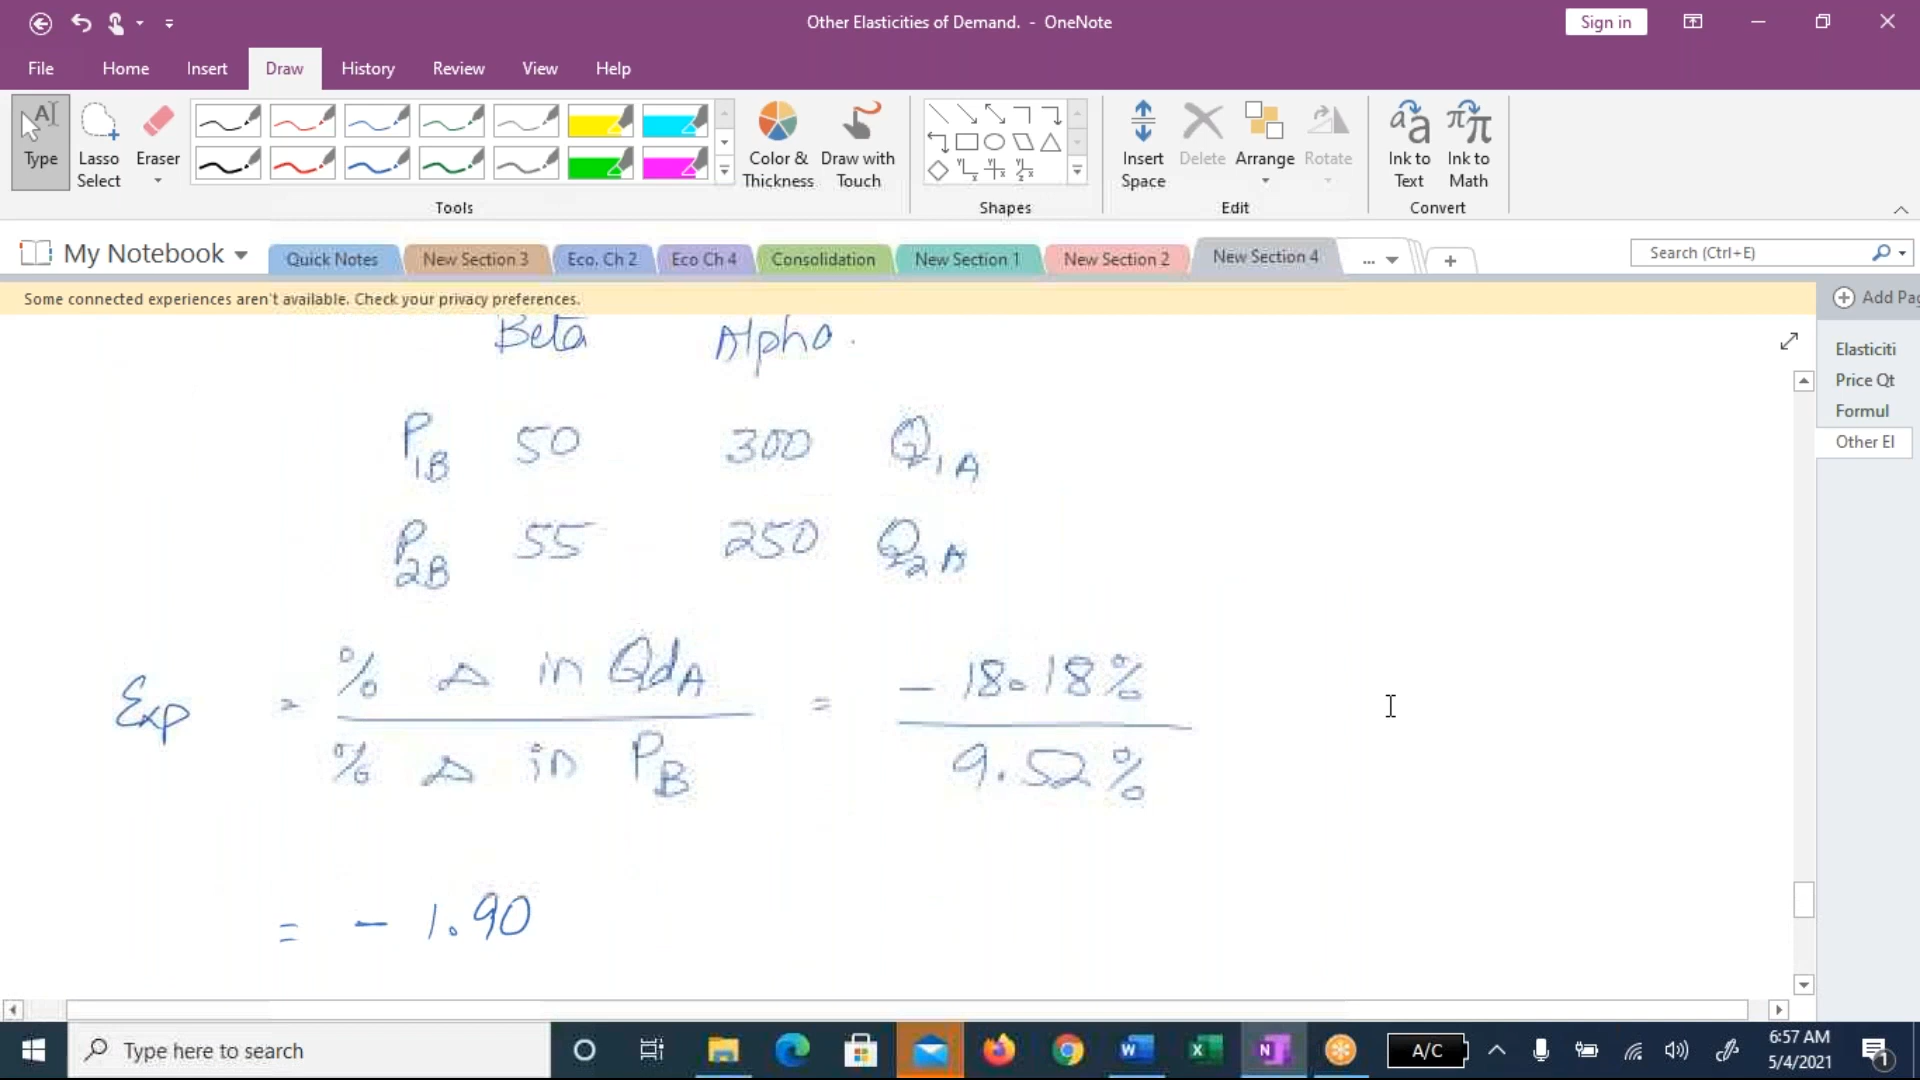 Other Elasticities of Demand. - OneNote
Sign in
File Home Insert Draw History Review View Help
Type
Lasso Select
Eraser
Color & Thickness
Draw with Touch
Insert Space
Delete
Arrange
Rotate
Ink to Text
Ink to Math
Tools
Shapes
Edit
Convert
My Notebook
Quick Notes
New Section 3
Eco. Ch 2
Eco Ch 4
Consolidation
New Section 1
New Section 2
New Section 4
...
Search (Ctrl+E)
Some connected experiences aren't available. Check your privacy preferences.
Add Pag
Elasticiti
Price Qt
Formul
Other El
Beta Alpha.
P1B 50 300 Q1A
P2B 55 250 Q2A
Exp = % Δ in QdA / % Δ in PB = - 18.18% / 9.52%
= - 1.90
Type here to search
A/C
6:57 AM
5/4/2021
1